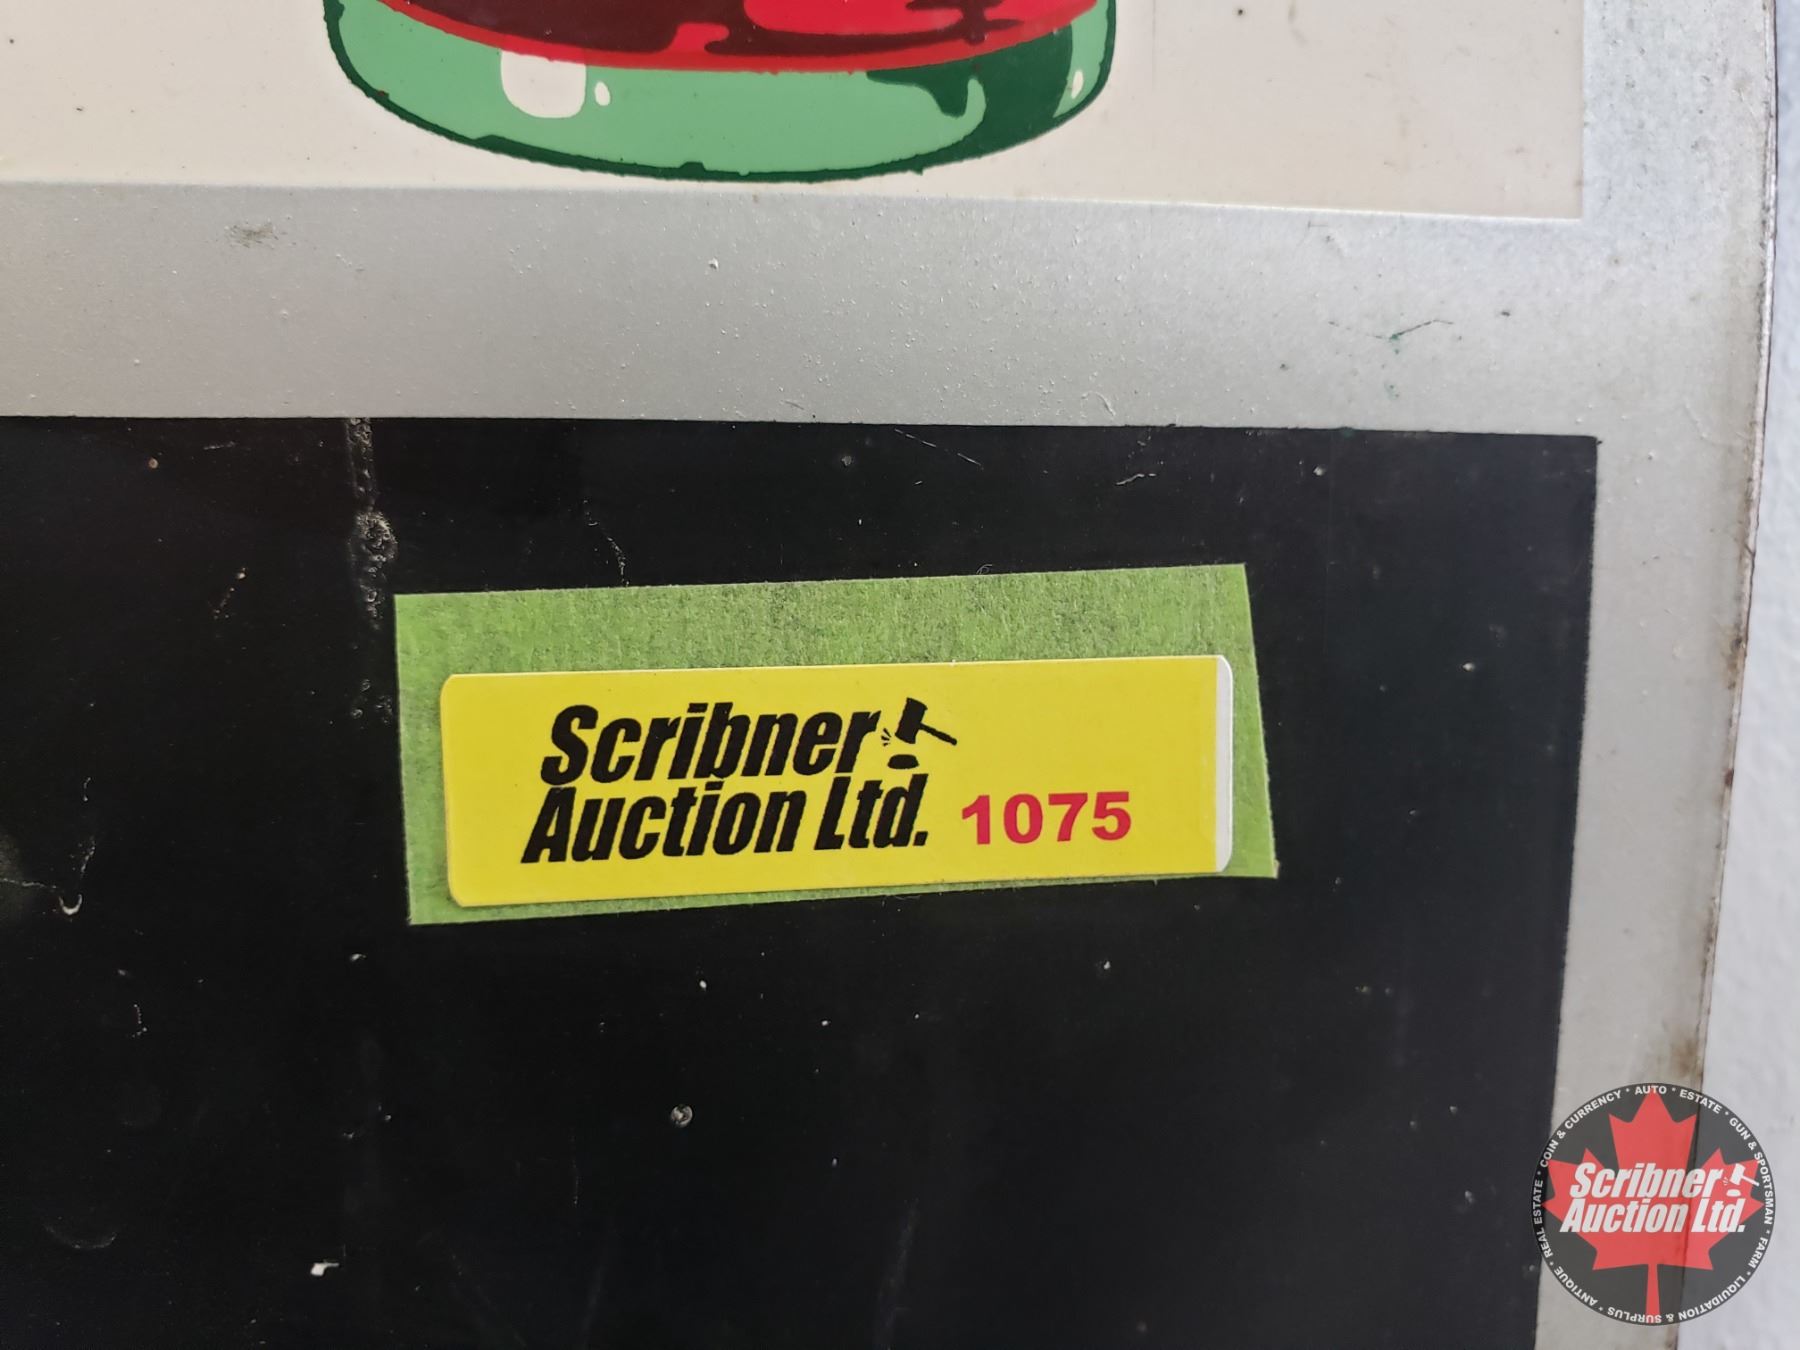 Scribner
Auction Ltd. 1075
COIN & CURRENCY * AUTO * ESTATE * GUN & SPORTSMAN * FARM * LIQUIDATION & SURPLUS * ANTIQUE * REAL ESTATE *
Scribner
Auction Ltd.